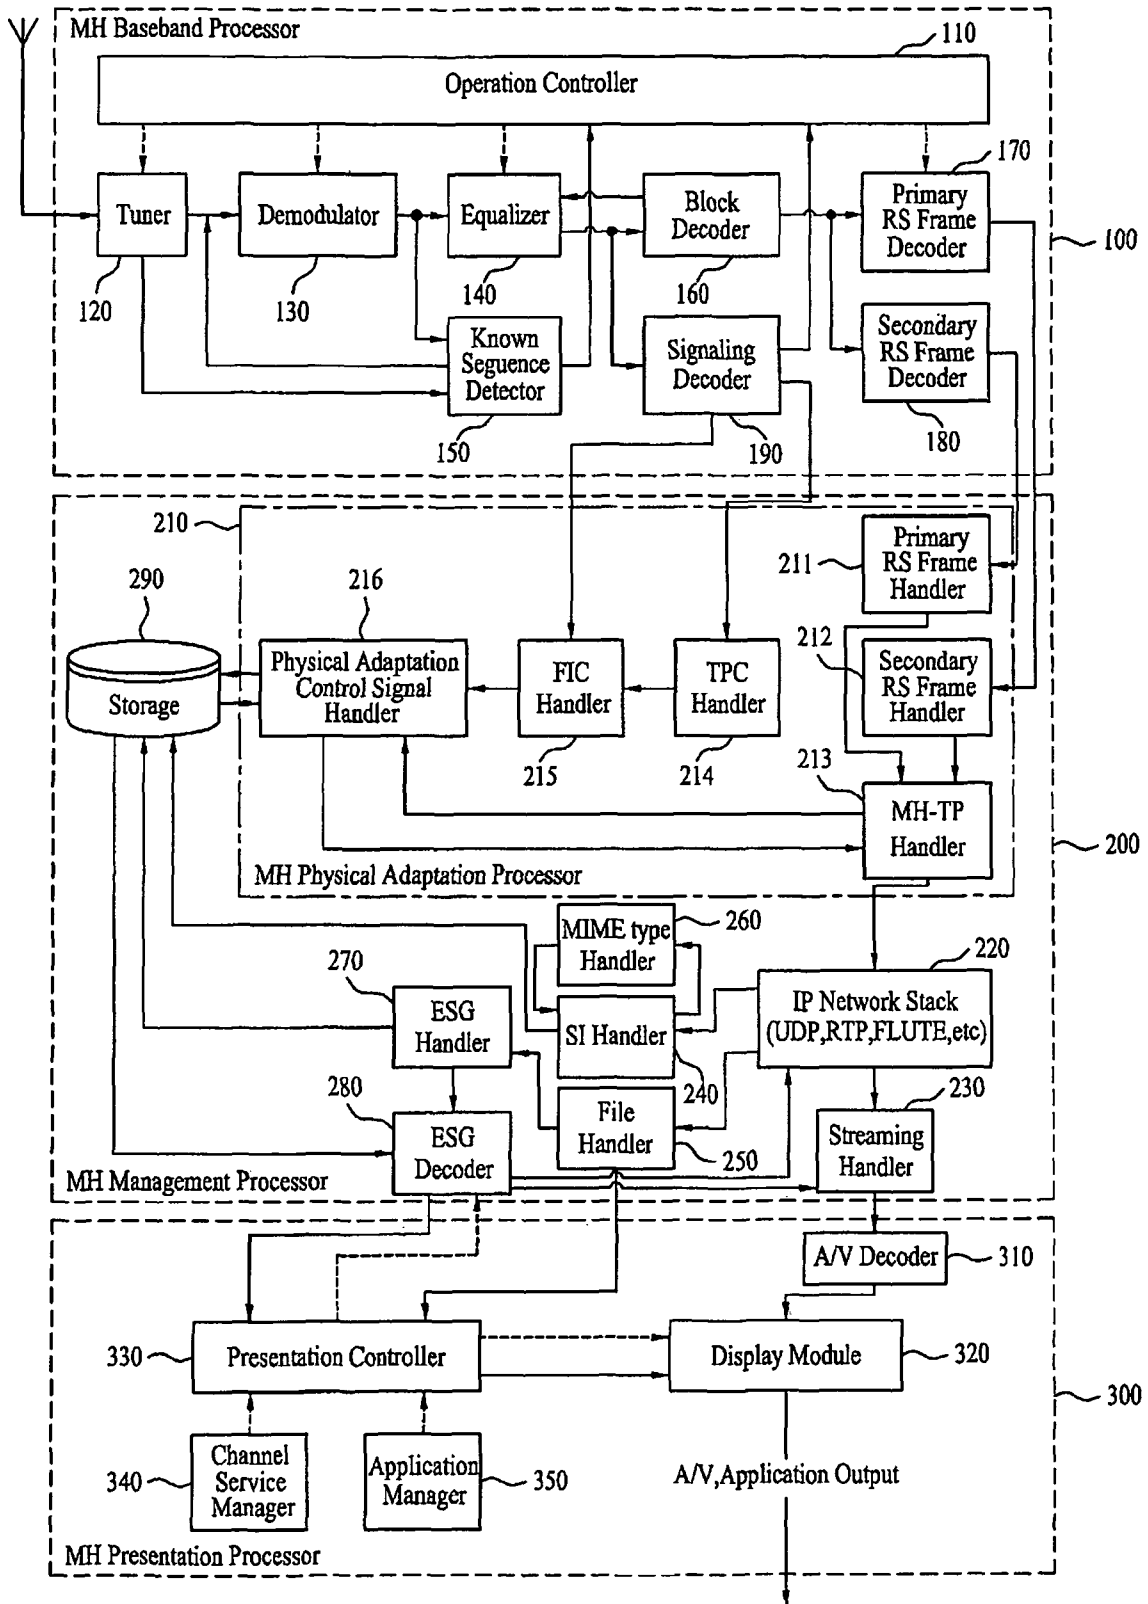 MH Baseband Processor
110
Operation Controller
170
Tuner
Demodulator
Equalizer
Block
Decoder
Primary
RS Frame
Decoder
100
120
130
140
160
Known
Seguence
Detector
Signaling
Decoder
Secondary
RS Frame
Decoder
150
190
180
210
Primary
RS Frame
Handler
211
290
216
212
Storage
Physical Adaptation
Control Signal
Handler
FIC
Handler
TPC
Handler
Secondary
RS Frame
Handler
215
214
213
MH-TP
Handler
200
MH Physical Adaptation Processor
MIME type
Handler
260
270
220
ESG
Handler
SI Handler
IP Network Stack
(UDP,RTP,FLUTE,etc)
240
280
230
ESG
Decoder
File
Handler
250
Streaming
Handler
MH Management Processor
A/V Decoder
310
330
Presentation Controller
Display Module
320
300
340
Channel
Service
Manager
Application
Manager
350
A/V,Application Output
MH Presentation Processor